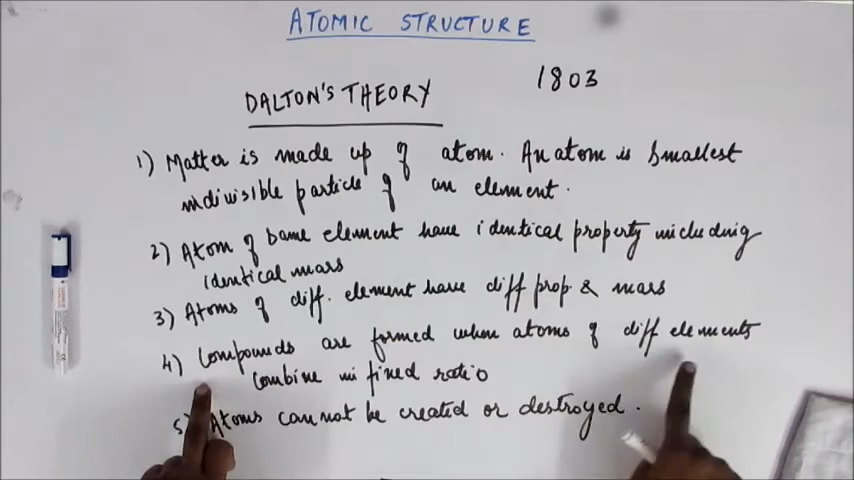 ATOMIC STRUCTURE
1803
DALTON'S THEORY
1) Matter is made up of atom. An atom is smallest
indivisible particle of an element.
2) Atom of same element have identical property including
identical mass
3) Atoms of diff. element have diff prop. & mass
4) Compounds are formed when atoms of diff elements
combine in fixed ratio
5) Atoms cannot be created or destroyed.